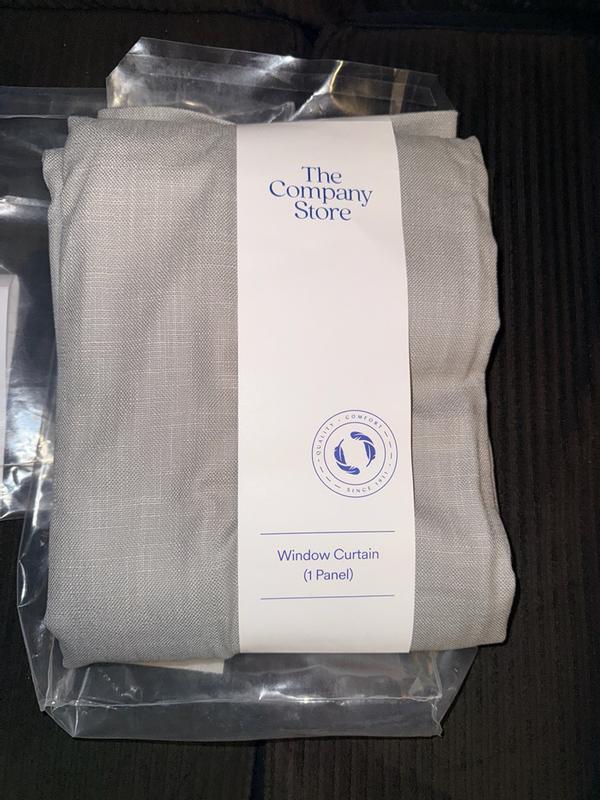 The
Company
Store
QUALITY • COMFORT
SINCE 1911
Window Curtain
(1 Panel)